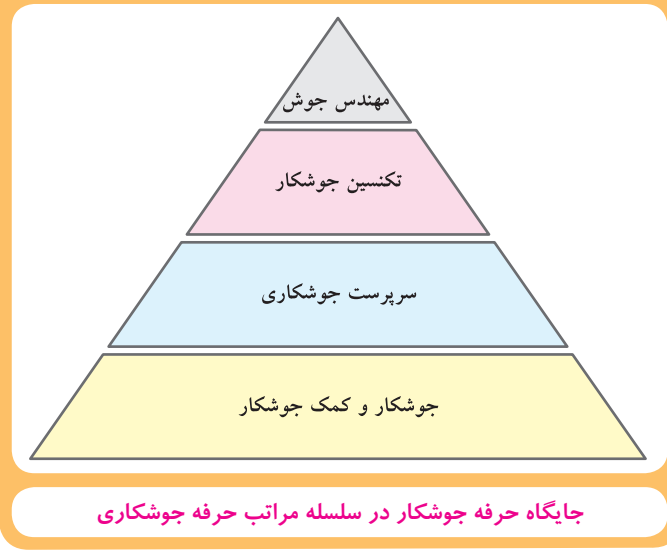 مهندس جوش
تکنسین جوشکار
سرپرست جوشکاری
جوشکار و کمک جوشکار
جایگاه حرفه جوشکار در سلسله مراتب حرفه جوشکاری